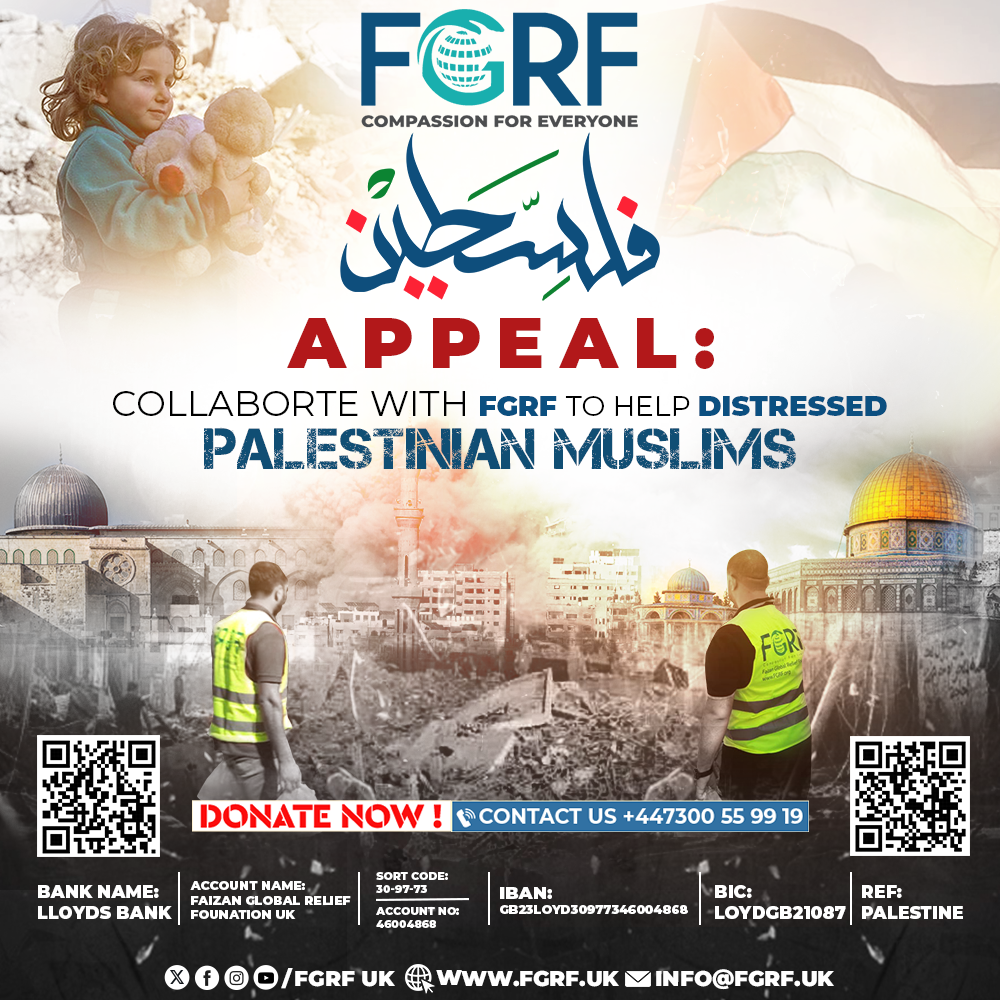 FGRF
COMPASSION FOR EVERYONE
فلسطين
APPEAL:
COLLABORTE WITH FGRF TO HELP DISTRESSED
PALESTINIAN MUSLIMS
FGRF
DONATE NOW !
CONTACT US +447300 55 99 19
BANK NAME:
LLOYDS BANK
ACCOUNT NAME:
FAIZAN GLOBAL RELIEF
FOUNATION UK
SORT CODE:
30-97-73
ACCOUNT NO:
46004868
IBAN:
GB23LOYD30977346004868
BIC:
LOYDGB21087
REF:
PALESTINE
/FGRF UK WWW.FGRF.UK INFO@FGRF.UK